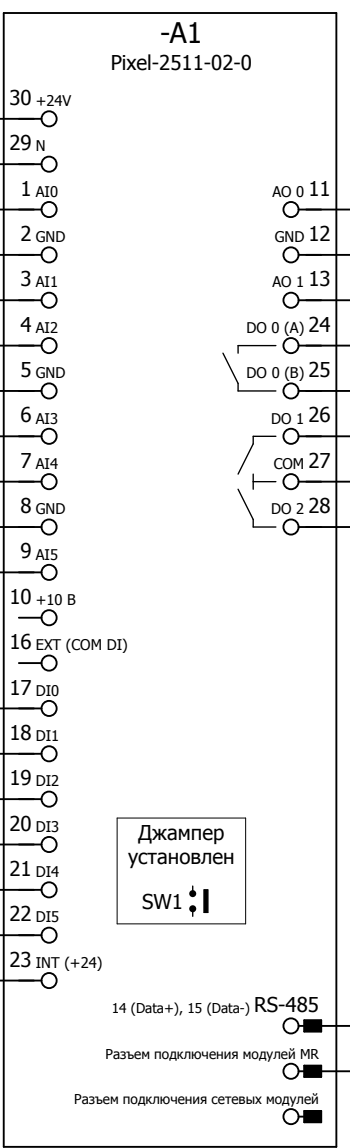 -A1
Pixel-2511-02-0
30 +24V
29 N
1 AI0
AO 0 11
2 GND
GND 12
3 AI1
AO 1 13
4 AI2
DO 0 (A) 24
5 GND
DO 0 (B) 25
6 AI3
DO 1 26
7 AI4
COM 27
8 GND
DO 2 28
9 AI5
10 +10 В
16 EXT (COM DI)
17 DI0
18 DI1
19 DI2
20 DI3
21 DI4
22 DI5
23 INT (+24)
Джампер
установлен
SW1
14 (Data+), 15 (Data-) RS-485
Разъем подключения модулей MR
Разъем подключения сетевых модулей